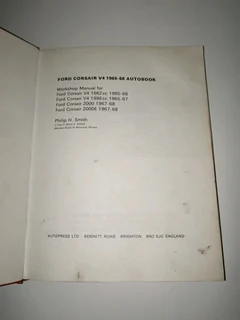 FORD CORSAIR V4 1965-68 AUTOBOOK
Workshop Manual for
Ford Corsair V4 1662cc 1965-66
Ford Corsair V4 1996cc 1965-67
Ford Corsair 2000 1967-68
Ford Corsair 2000E 1967-68
Philip H. Smith
AUTOPRESS LTD BENNETT ROAD BRIGHTON BN2 5JG ENGLAND